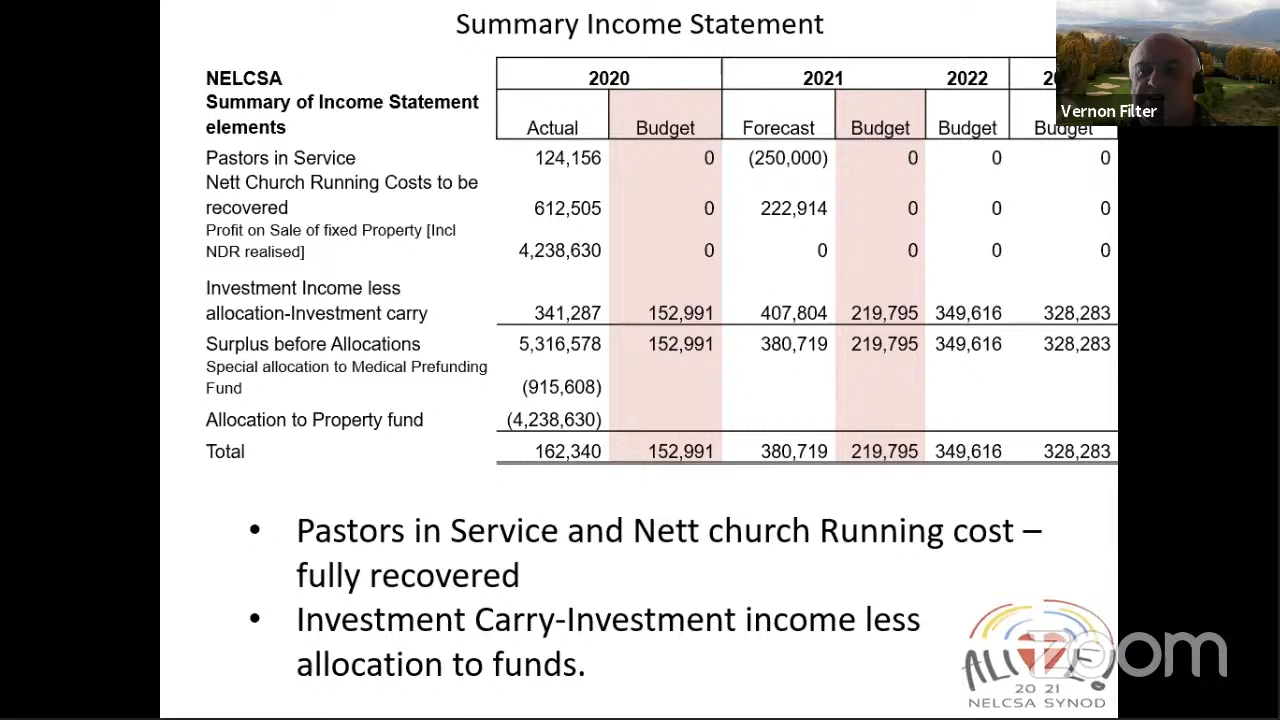 Summary Income Statement
NELCSA 2020 2021 2022
Summary of Income Statement
elements Actual Budget Forecast Budget Budget Budget
Vernon Filter
Pastors in Service 124,156 0 (250,000) 0 0 0
Nett Church Running Costs to be
recovered 612,505 0 222,914 0 0 0
Profit on Sale of fixed Property [Incl
NDR realised] 4,238,630 0 0 0 0 0
Investment Income less
allocation-Investment carry 341,287 152,991 407,804 219,795 349,616 328,283
Surplus before Allocations 5,316,578 152,991 380,719 219,795 349,616 328,283
Special allocation to Medical Prefunding
Fund (915,608)
Allocation to Property fund (4,238,630)
Total 162,340 152,991 380,719 219,795 349,616 328,283
• Pastors in Service and Nett church Running cost –
fully recovered
• Investment Carry-Investment income less
allocation to funds.
ALIVE!
zoom
20 21
NELCSA SYNOD